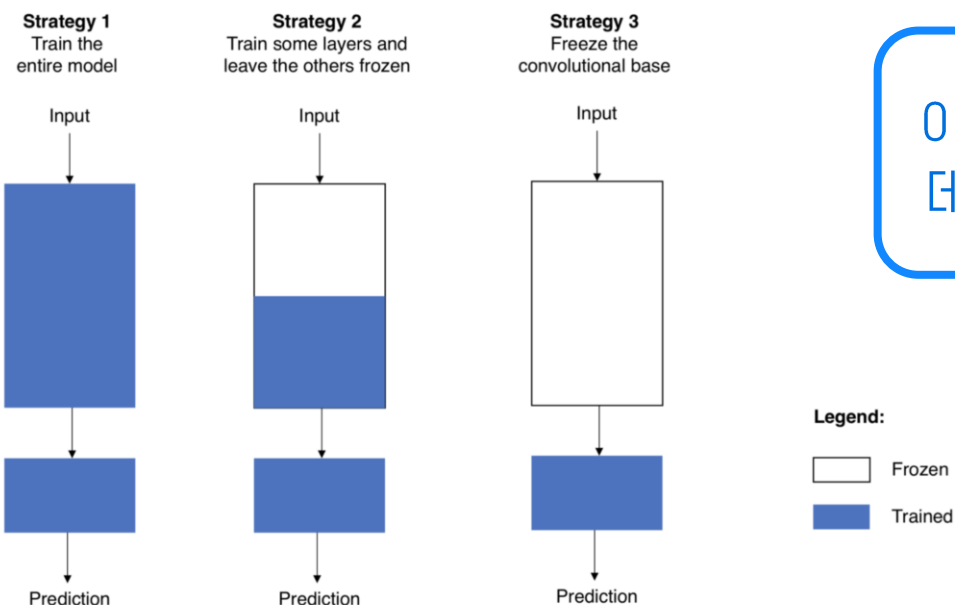 Strategy 1
Train the
entire model
Input
Prediction
Strategy 2
Train some layers and
leave the others frozen
Input
Prediction
Strategy 3
Freeze the
convolutional base
Input
Prediction
Legend:
Frozen
Trained